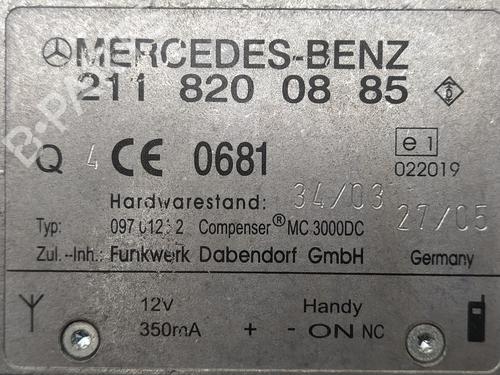 MERCEDES-BENZ
211 820 08 85
Q 4 CE 0681
e1
022019
Hardwarestand: 34/03
27/05
Typ: Compenser® MC 3000DC
Zul.-Inh.: Funkwerk Dabendorf GmbH Germany
12V Handy
350mA + - ON NC